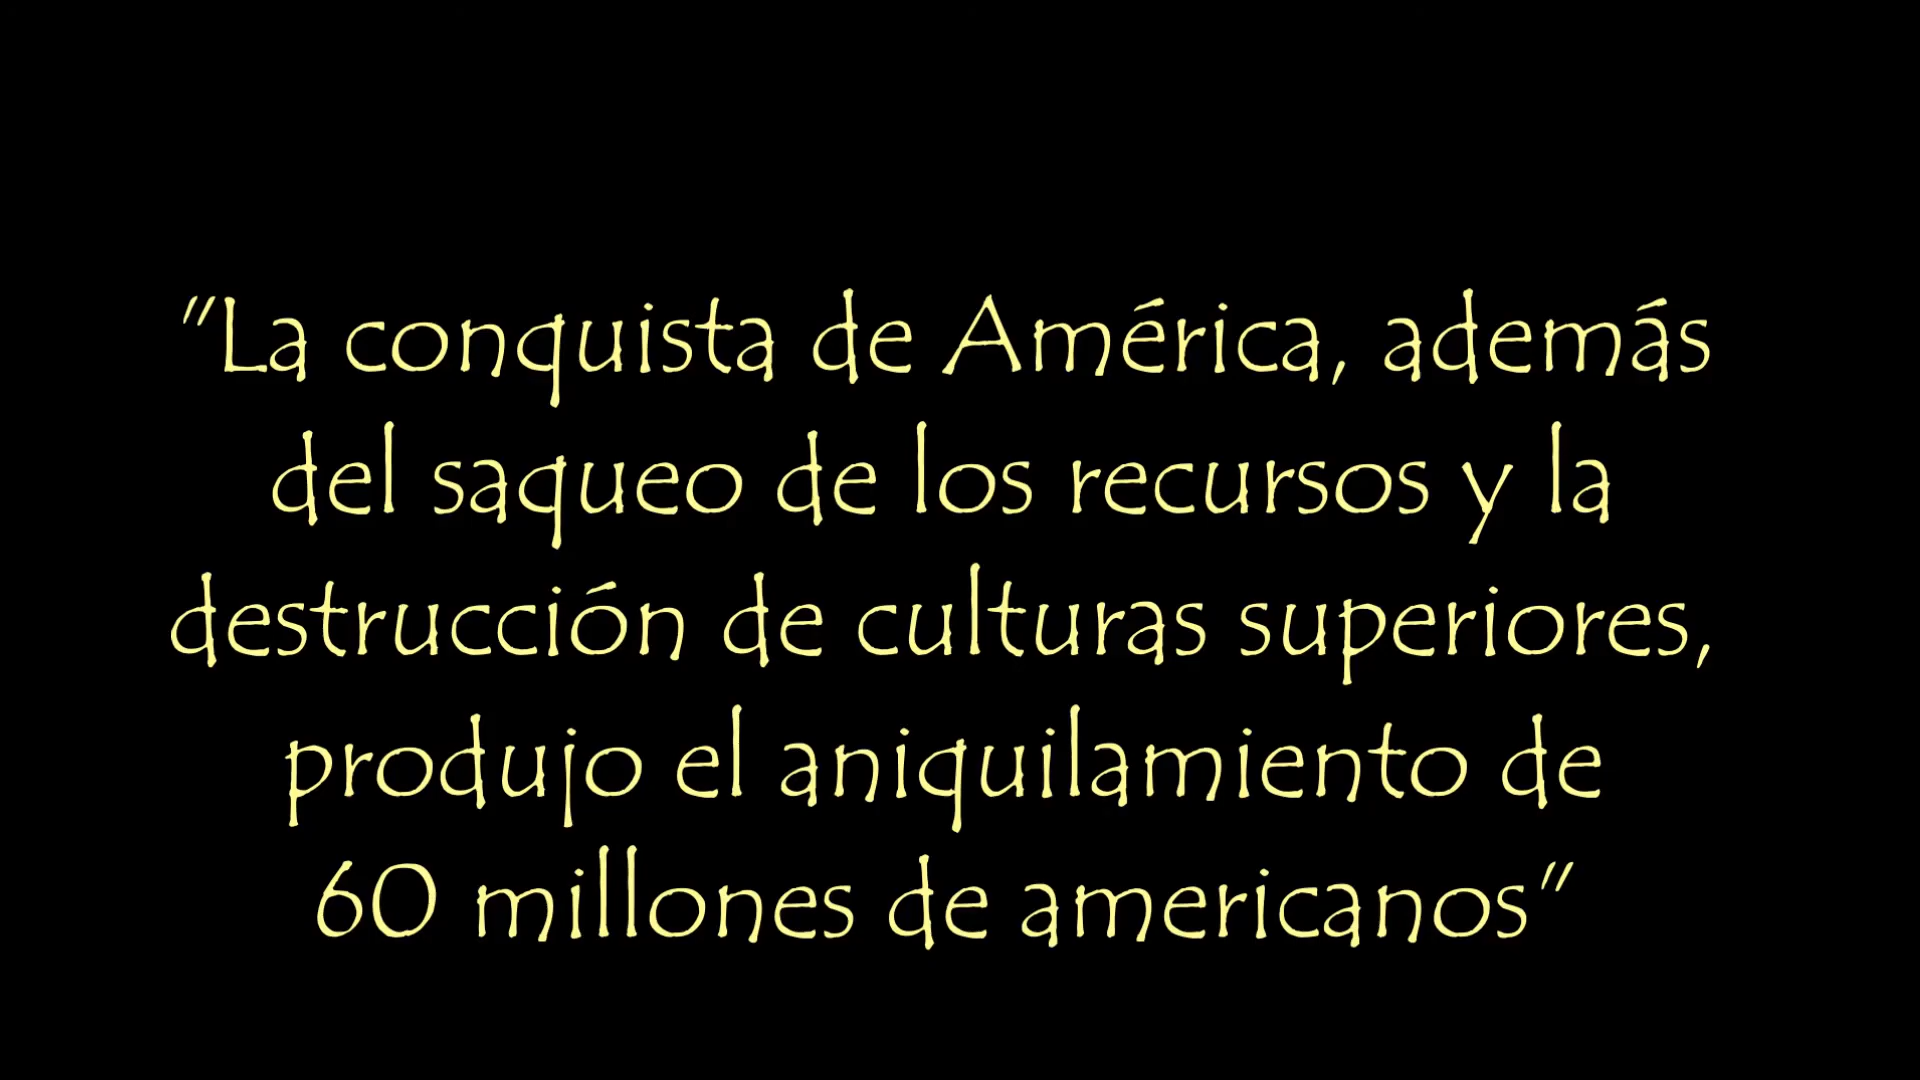 "La conquista de América, además
del saqueo de los recursos y la
destrucción de culturas superiores,
produjo el aniquilamiento de
60 millones de americanos"